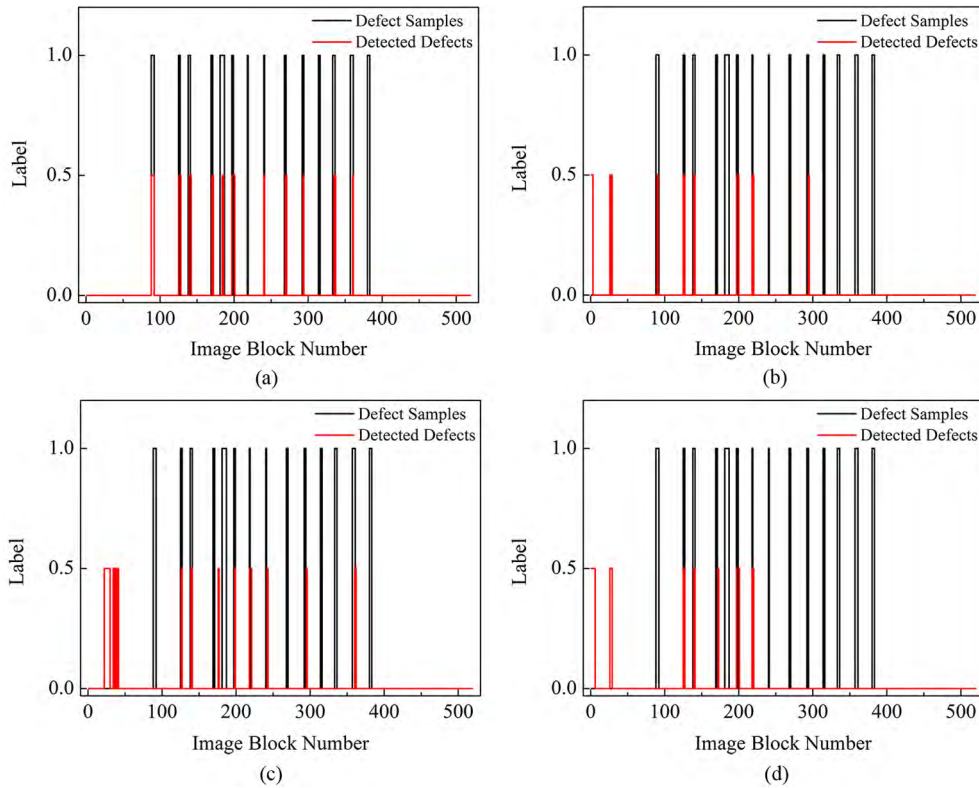 Defect Samples
Detected Defects
1.0
0.5
0.0
Label
0 100 200 300 400 500
Image Block Number
(a)
Defect Samples
Detected Defects
1.0
0.5
0.0
Label
0 100 200 300 400 500
Image Block Number
(b)
Defect Samples
Detected Defects
1.0
0.5
0.0
Label
0 100 200 300 400 500
Image Block Number
(c)
Defect Samples
Detected Defects
1.0
0.5
0.0
Label
0 100 200 300 400 500
Image Block Number
(d)